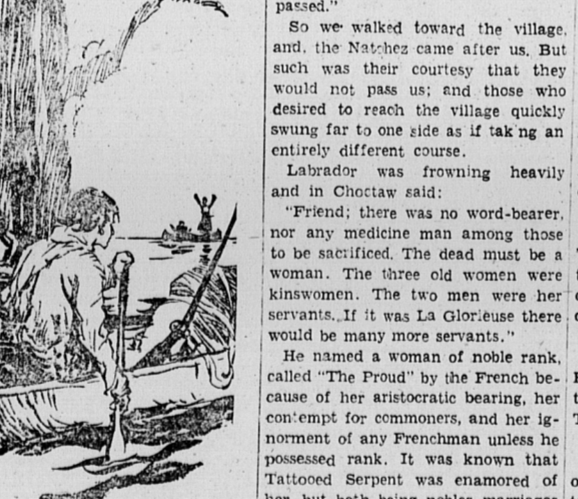 passed."
So we walked toward the village,
and, the Natchez came after us. But
such was their courtesy that they
would not pass us; and those who
desired to reach the village quickly
swung far to one side as if tak ng an
entirely different course.
Labrador was frowning heavily
and in Choctaw said:
"Friend; there was no word-bearer,
nor any medicine man among those
to be sacrificed. The dead must be a
woman. The three old women were
kinswomen. The two men were her
servants. If it was La Glorieuse there
would be many more servants."
He named a woman of noble rank,
called "The Proud" by the French be-
cause of her aristocratic bearing, her
contempt for commoners, and her ig-
norment of any Frenchman unless he
possessed rank. It was known that
Tattooed Serpent was enamored of
her, but both being nobles marriages